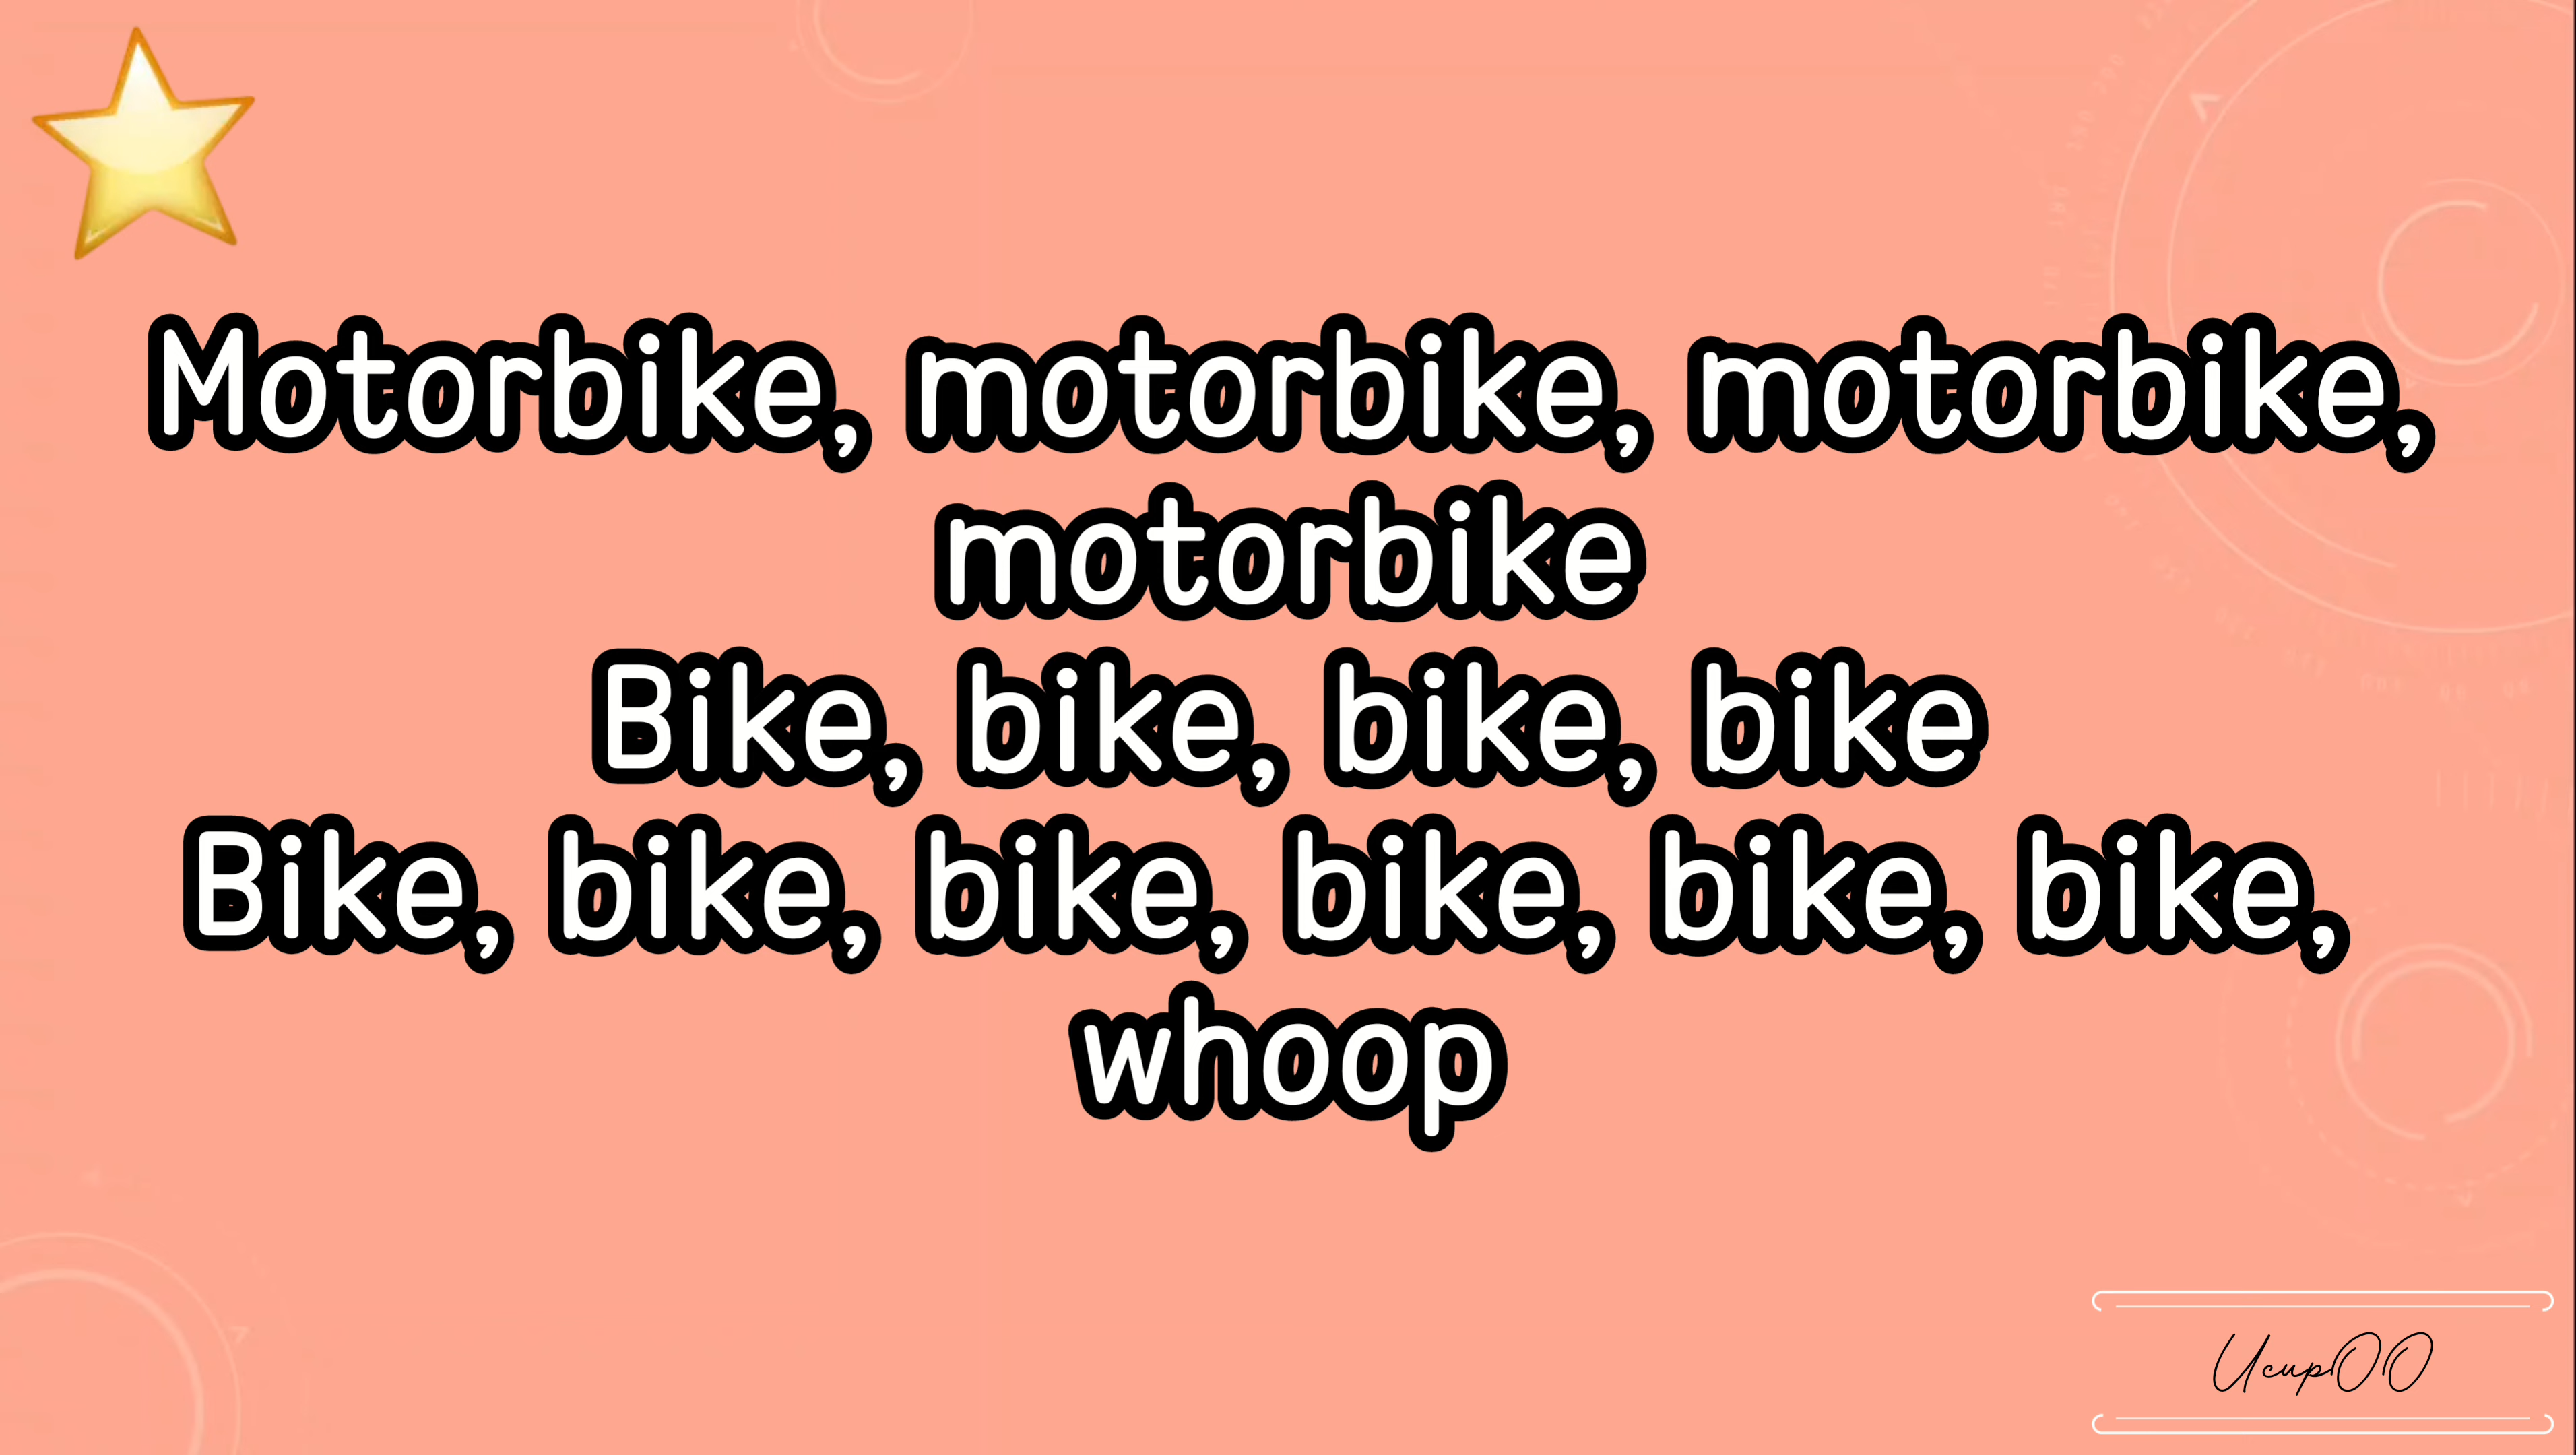 Motorbike, motorbike, motorbike,
motorbike
Bike, bike, bike, bike
Bike, bike, bike, bike, bike, bike,
whoop
Ucup00